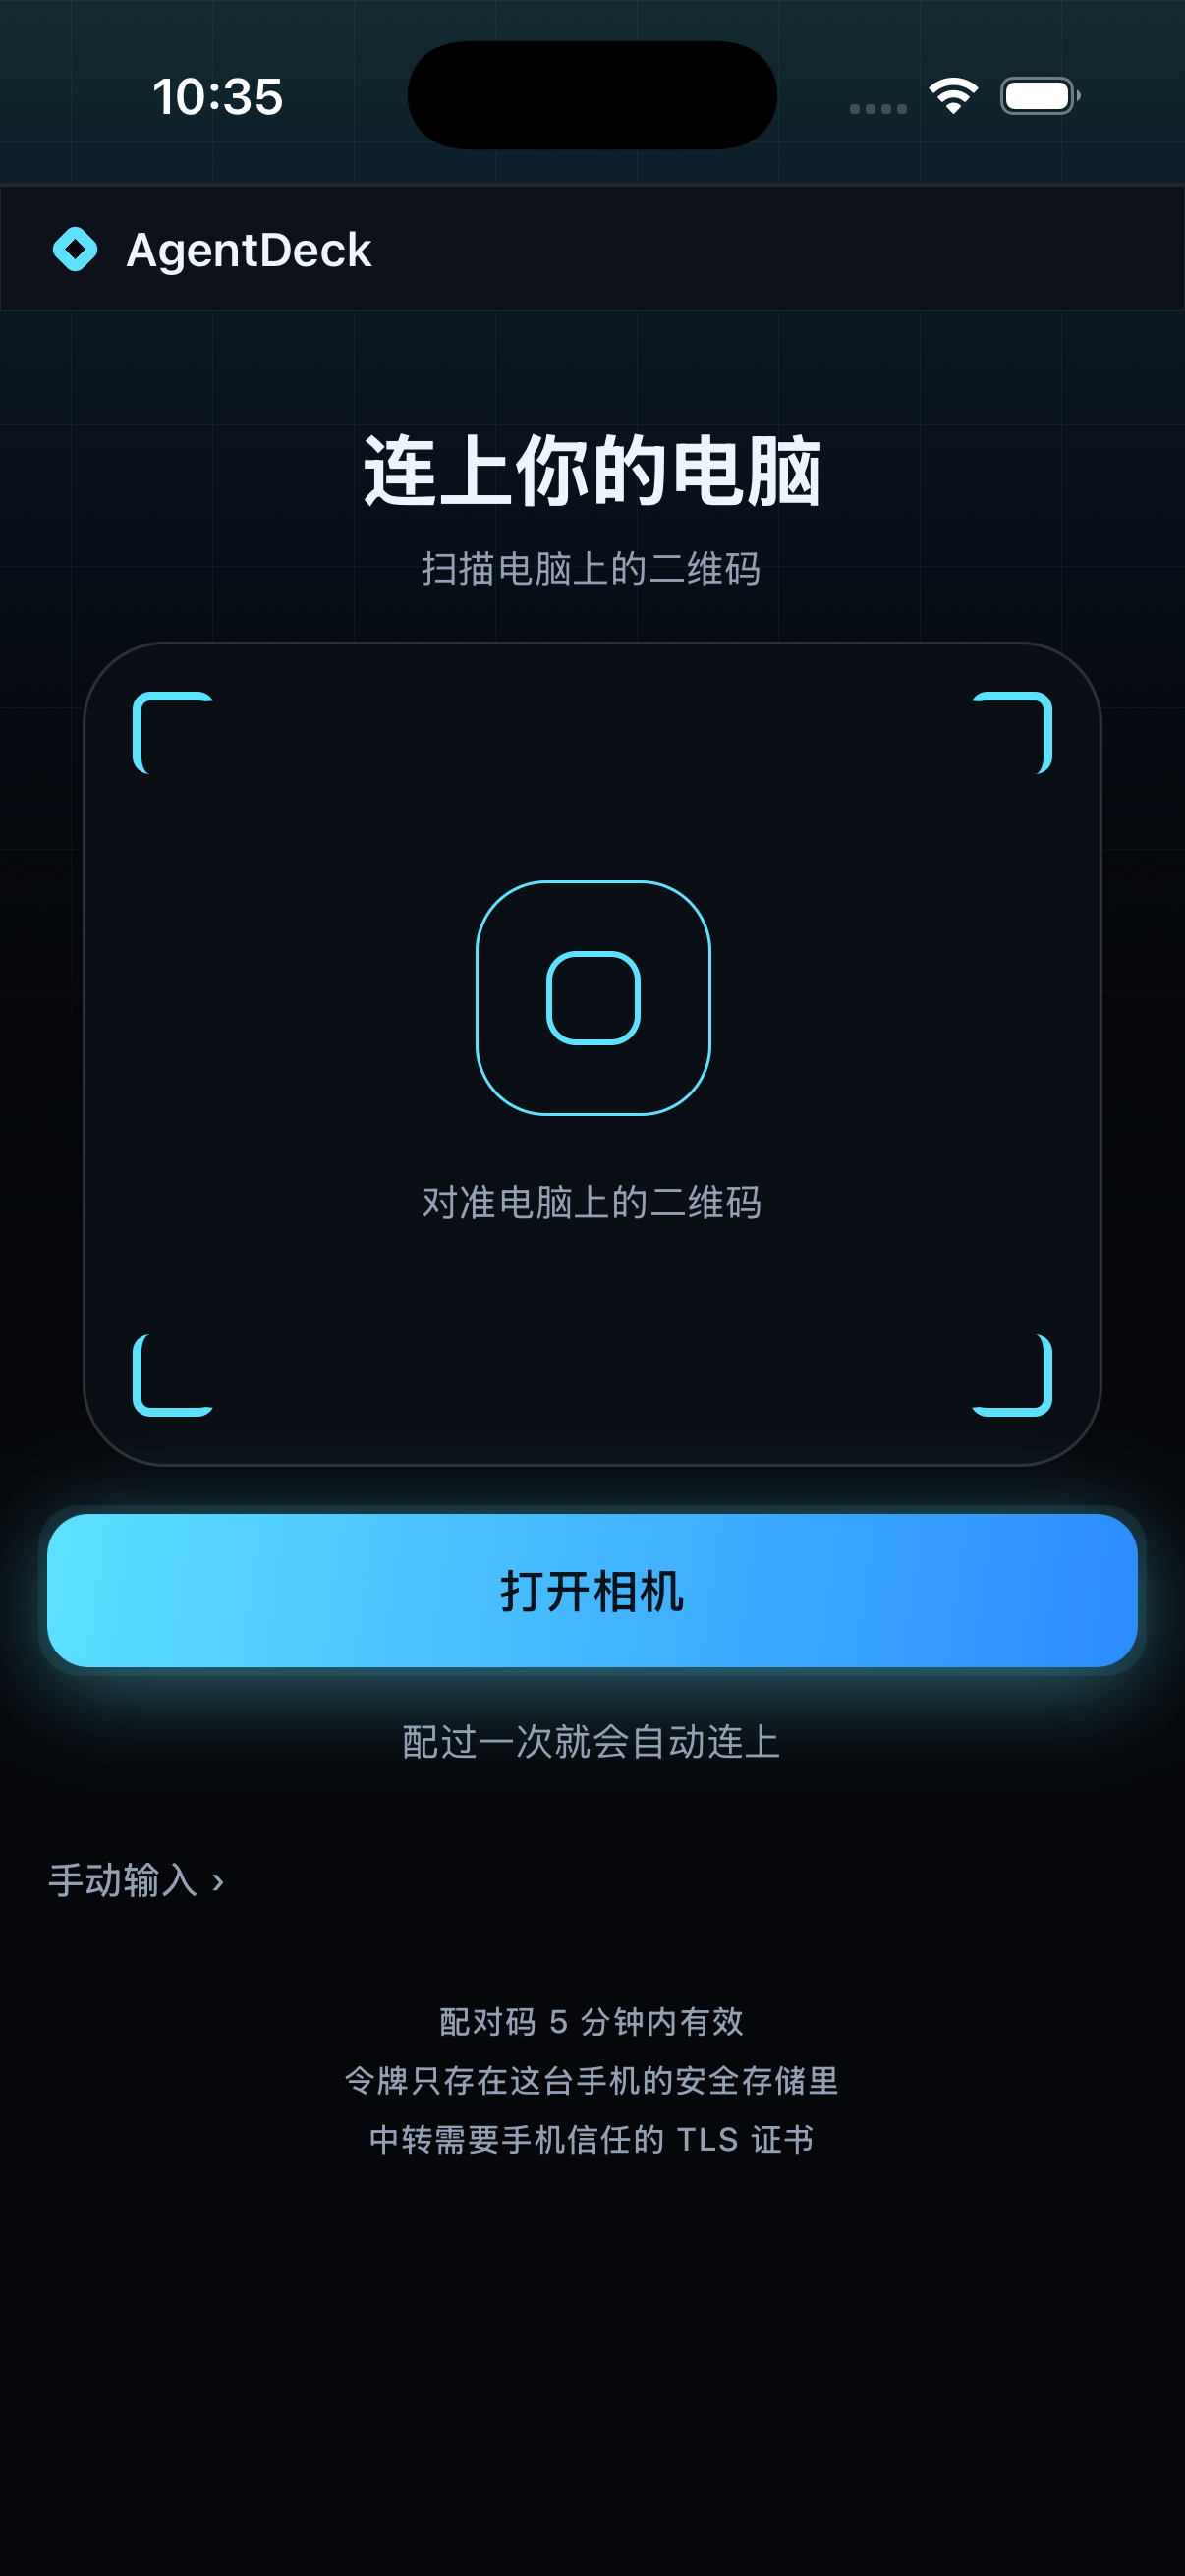 10:35
AgentDeck
连上你的电脑
扫描电脑上的二维码
对准电脑上的二维码
打开相机
配过一次就会自动连上
手动输入 ›
配对码 5 分钟内有效
令牌只存在这台手机的安全存储里
中转需要手机信任的 TLS 证书